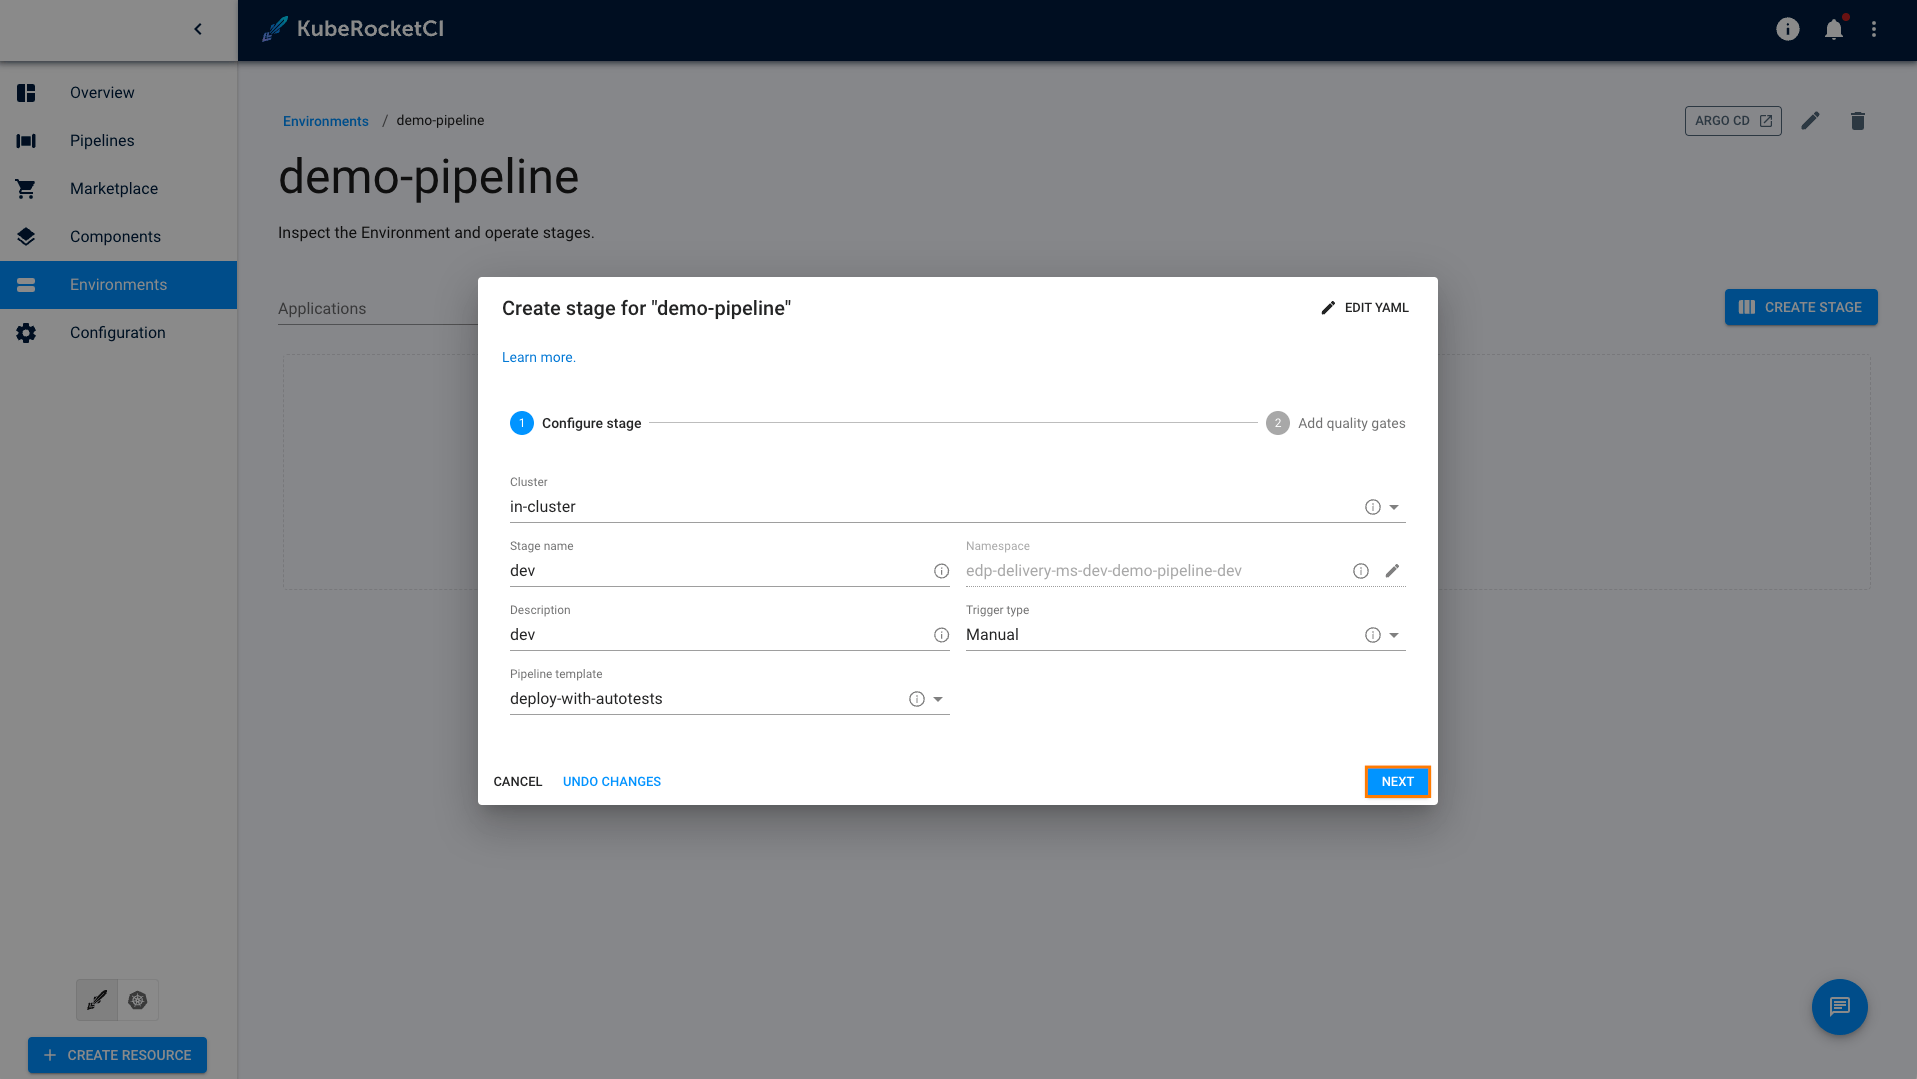 KubeRocketCI
Overview
Pipelines
Marketplace
Components
Environments
Configuration
CREATE RESOURCE
Environments / demo-pipeline
ARGO CD
demo-pipeline
Inspect the Environment and operate stages.
Applications
CREATE STAGE
Create stage for "demo-pipeline"
EDIT YAML
Learn more.
1 Configure stage
2 Add quality gates
Cluster
in-cluster
Stage name
dev
Namespace
edp-delivery-ms-dev-demo-pipeline-dev
Description
dev
Trigger type
Manual
Pipeline template
deploy-with-autotests
CANCEL
UNDO CHANGES
NEXT